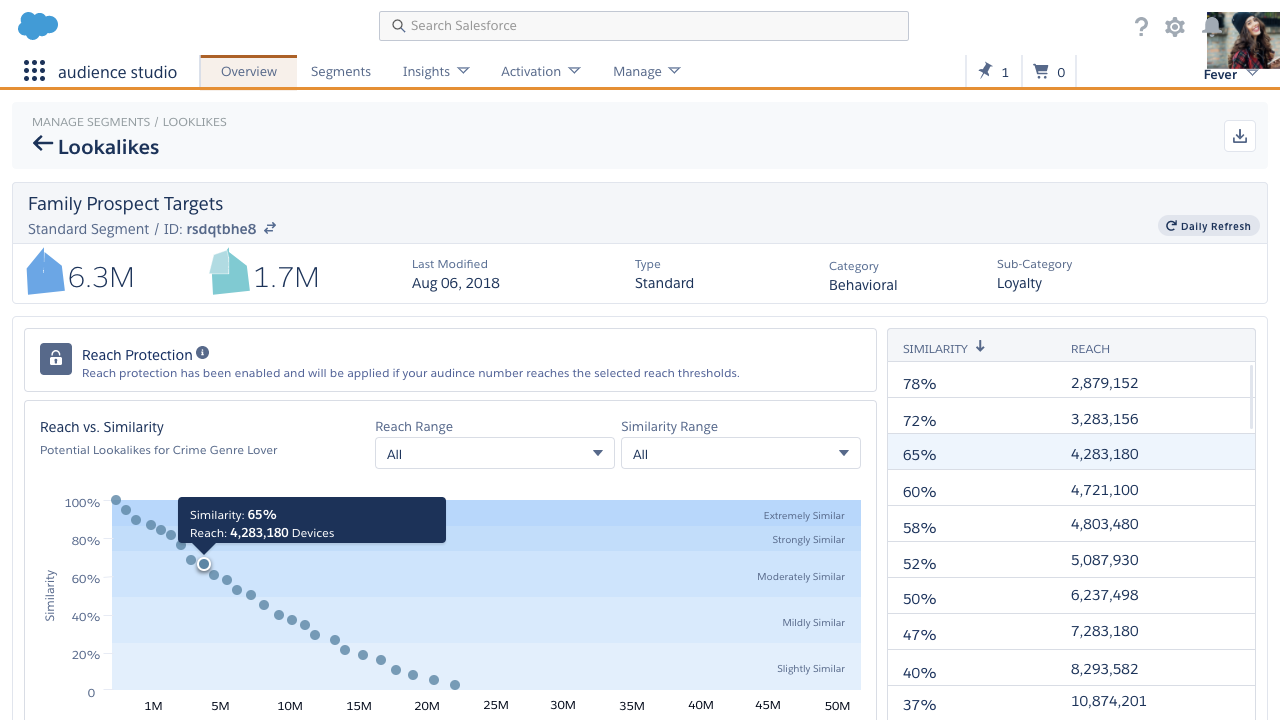 Search Salesforce
?
audience studio
Overview
Segments
Insights
Activation
Manage
1
0
Fever
MANAGE SEGMENTS / LOOKLIKES
Lookalikes
Family Prospect Targets
Standard Segment / ID: rsdqtbhe8
Daily Refresh
6.3M
1.7M
Last Modified
Aug 06, 2018
Type
Standard
Category
Behavioral
Sub-Category
Loyalty
Reach Protection
Reach protection has been enabled and will be applied if your audince number reaches the selected reach thresholds.
Reach vs. Similarity
Potential Lookalikes for Crime Genre Lover
Reach Range
All
Similarity Range
All
Similarity: 65%
Reach: 4,283,180 Devices
Extremely Similar
Strongly Similar
Moderately Similar
Mildly Similar
Slightly Similar
Similarity
100%
80%
60%
40%
20%
0
1M 5M 10M 15M 20M 25M 30M 35M 40M 45M 50M
SIMILARITY REACH
78% 2,879,152
72% 3,283,156
65% 4,283,180
60% 4,721,100
58% 4,803,480
52% 5,087,930
50% 6,237,498
47% 7,283,180
40% 8,293,582
37% 10,874,201